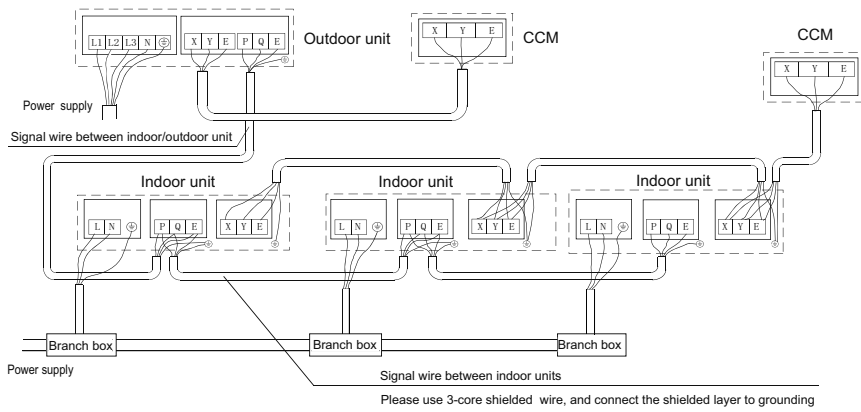 L1 L2 L3 N
X Y E
P Q E
Outdoor unit
X Y E
CCM
CCM
X Y E
Power supply
Signal wire between indoor/outdoor unit
Indoor unit
Indoor unit
Indoor unit
L N
P Q E
X Y E
L N
P Q E
X Y E
L N
P Q E
X Y E
Branch box
Branch box
Branch box
Power supply
Signal wire between indoor units
Please use 3-core shielded wire, and connect the shielded layer to grounding